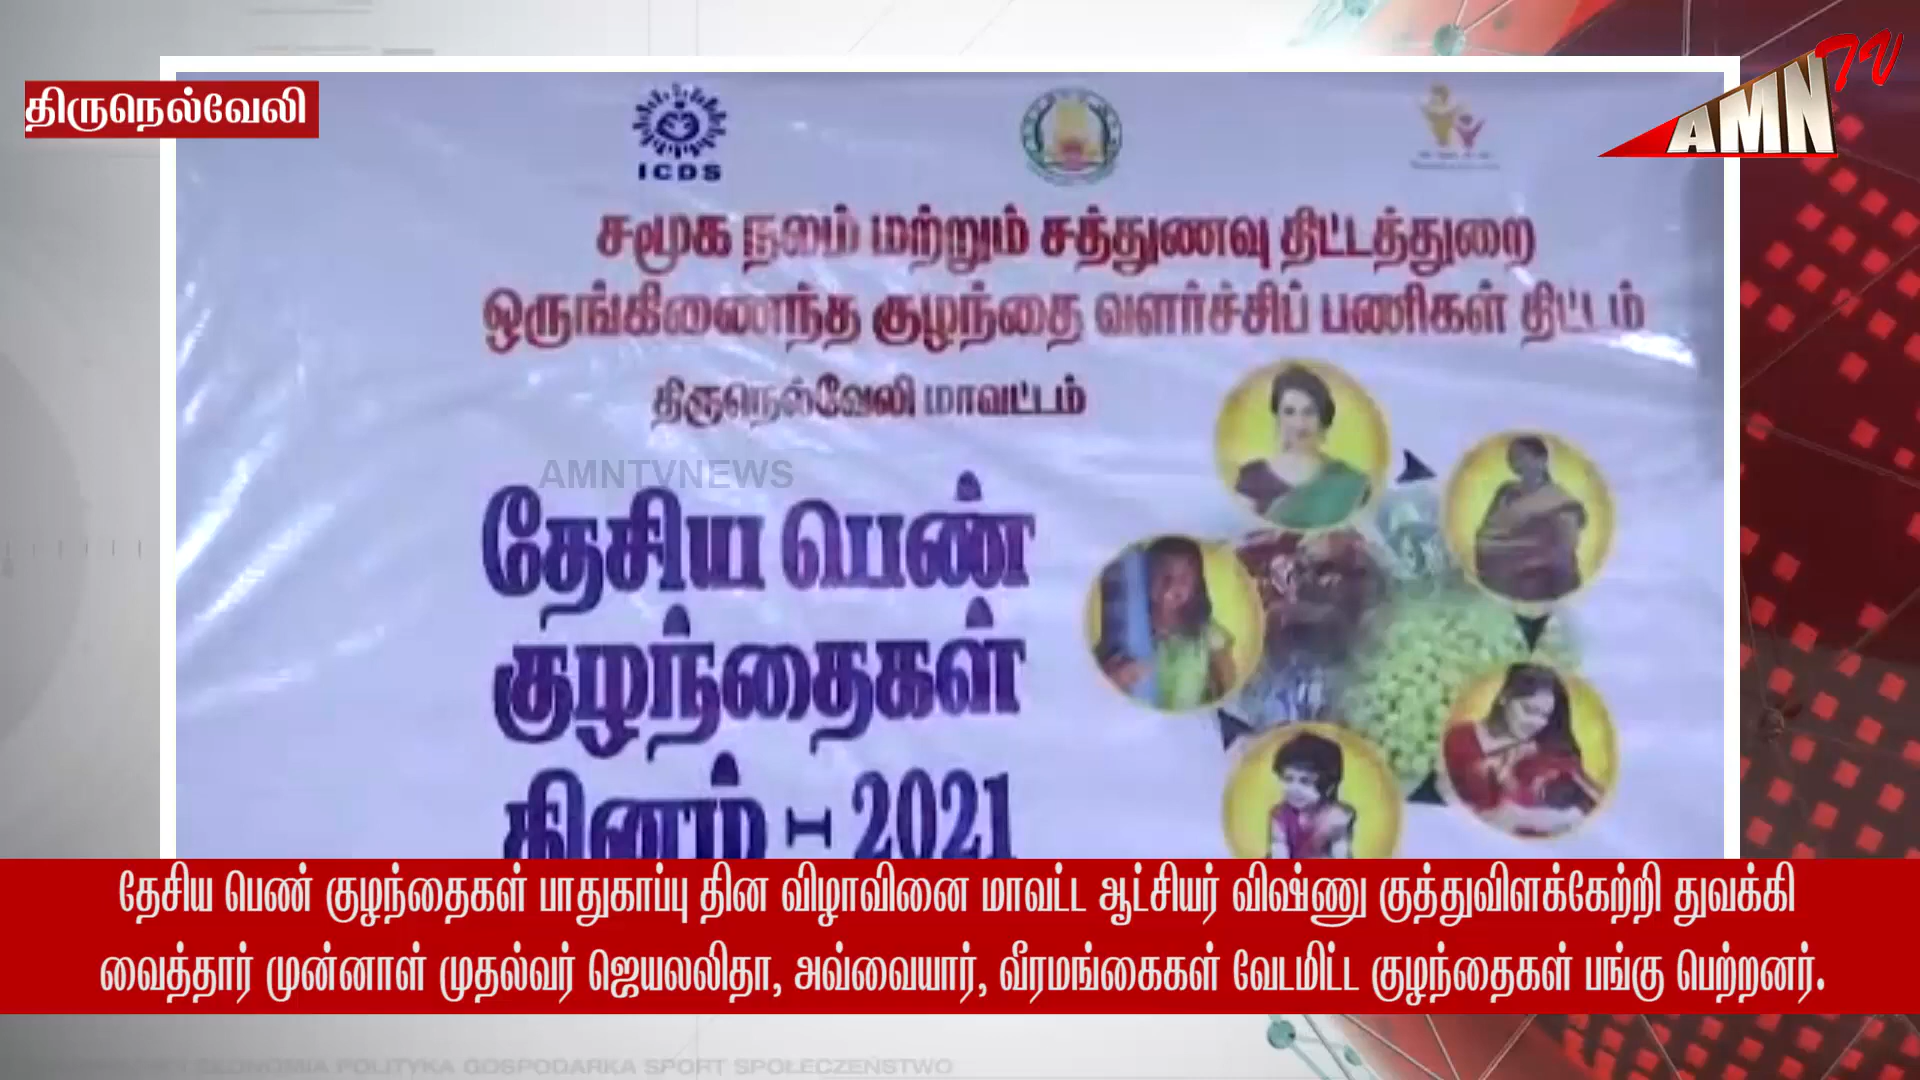 AMN TV
திருநெல்வேலி
ICDS
சமூக நலம் மற்றும் சத்துணவு திட்டத்துறை
ஒருங்கிணைந்த குழந்தை வளர்ச்சிப் பணிகள் திட்டம்
திருநெல்வேலி மாவட்டம்
AMNTVNEWS
தேசிய பெண்
குழந்தைகள்
தினம் - 2021
தேசிய பெண் குழந்தைகள் பாதுகாப்பு தின விழாவினை மாவட்ட ஆட்சியர் விஷ்ணு குத்துவிளக்கேற்றி துவக்கி
வைத்தார் முன்னாள் முதல்வர் ஜெயலலிதா, அவ்வையார், வீரமங்கைகள் வேடமிட்ட குழந்தைகள் பங்கு பெற்றனர்.
EKONOMIA POLITYKA GOSPODARKA SPORT SPOŁECZEŃSTWO